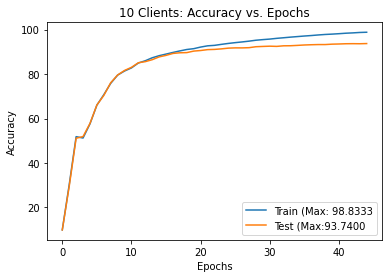 10 Clients: Accuracy vs. Epochs
100
80
60
40
20
Accuracy
0
10
20
30
40
Epochs
Train (Max: 98.8333
Test (Max:93.7400